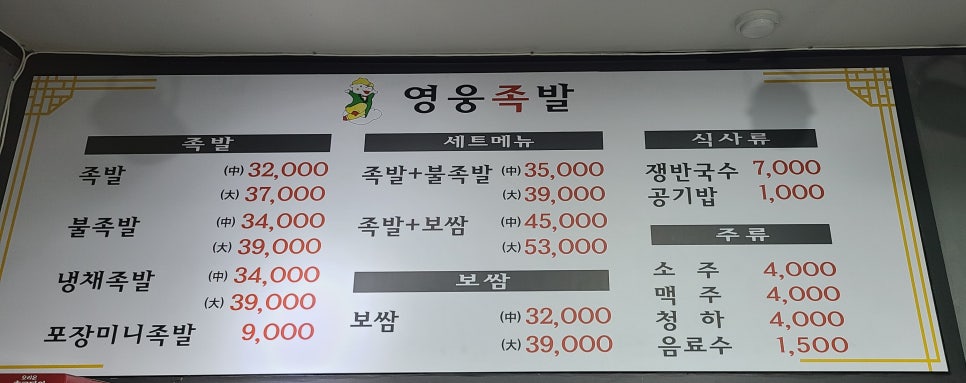 영웅족발
족발
족발 (中) 32,000
(大) 37,000
불족발 (中) 34,000
(大) 39,000
냉채족발 (中) 34,000
(大) 39,000
포장미니족발 9,000
세트메뉴
족발+불족발 (中) 35,000
(大) 39,000
족발+보쌈 (中) 45,000
(大) 53,000
보쌈
보쌈 (中) 32,000
(大) 39,000
식사류
쟁반국수 7,000
공기밥 1,000
주류
소 주 4,000
맥 주 4,000
청 하 4,000
음료수 1,500